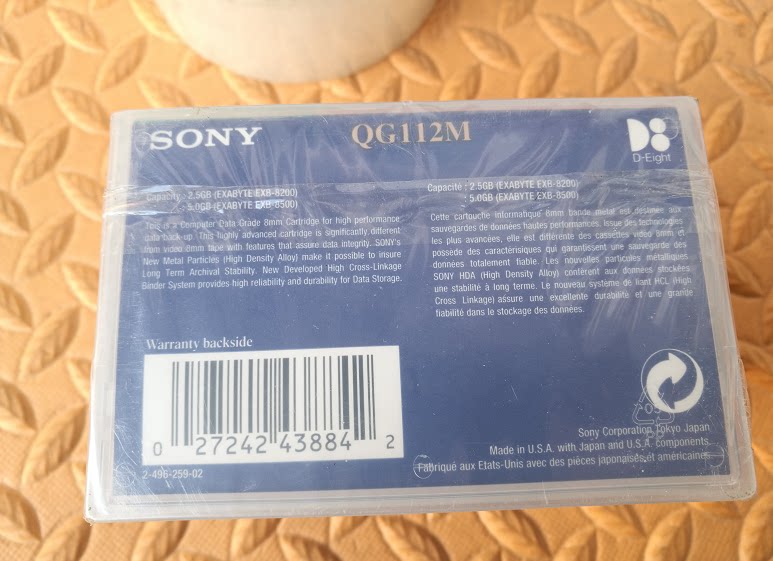 SONY
QG112M
D-Eight
Capacity : 2.5GB (EXABYTE EXB-8200)
: 5.0GB (EXABYTE EXB-8500)
This is a Computer Data Grade 8mm Cartridge for high performance
data back-up. This highly advanced cartridge is significantly different
from video 8mm tape with features that assure data integrity. SONY's
New Metal Particles (High Density Alloy) make it possible to insure
Long Term Archival Stability. New Developed High Cross-Linkage
Binder System provides high reliability and durability for Data Storage.
Capacité : 2.5GB (EXABYTE EXB-8200)
: 5.0GB (EXABYTE EXB-8500)
Cette cartouche informatique 8mm bande metal est destinée aux
sauvegardes de données hautes performances. Issue des technologies
les plus avancées, elle est différente des cassettes video 8mm et
possède des caractéristiques qui garantissent une sauvegarde des
données totalement fiable. Les nouvelles particules métalliques
SONY HDA (High Density Alloy) confèrent aux données stockées
une stabilité à long terme. Le nouveau système de liant HCL (High
Cross Linkage) assure une excellente durabilité et une grande
fiabilité dans le stockage des données.
Warranty backside
0 27242 43884 2
2-496-259-02
Sony Corporation Tokyo Japan
Made in U.S.A. with Japan and U.S.A. components.
Fabriqué aux Etats-Unis avec des pièces japonaises et américaines.